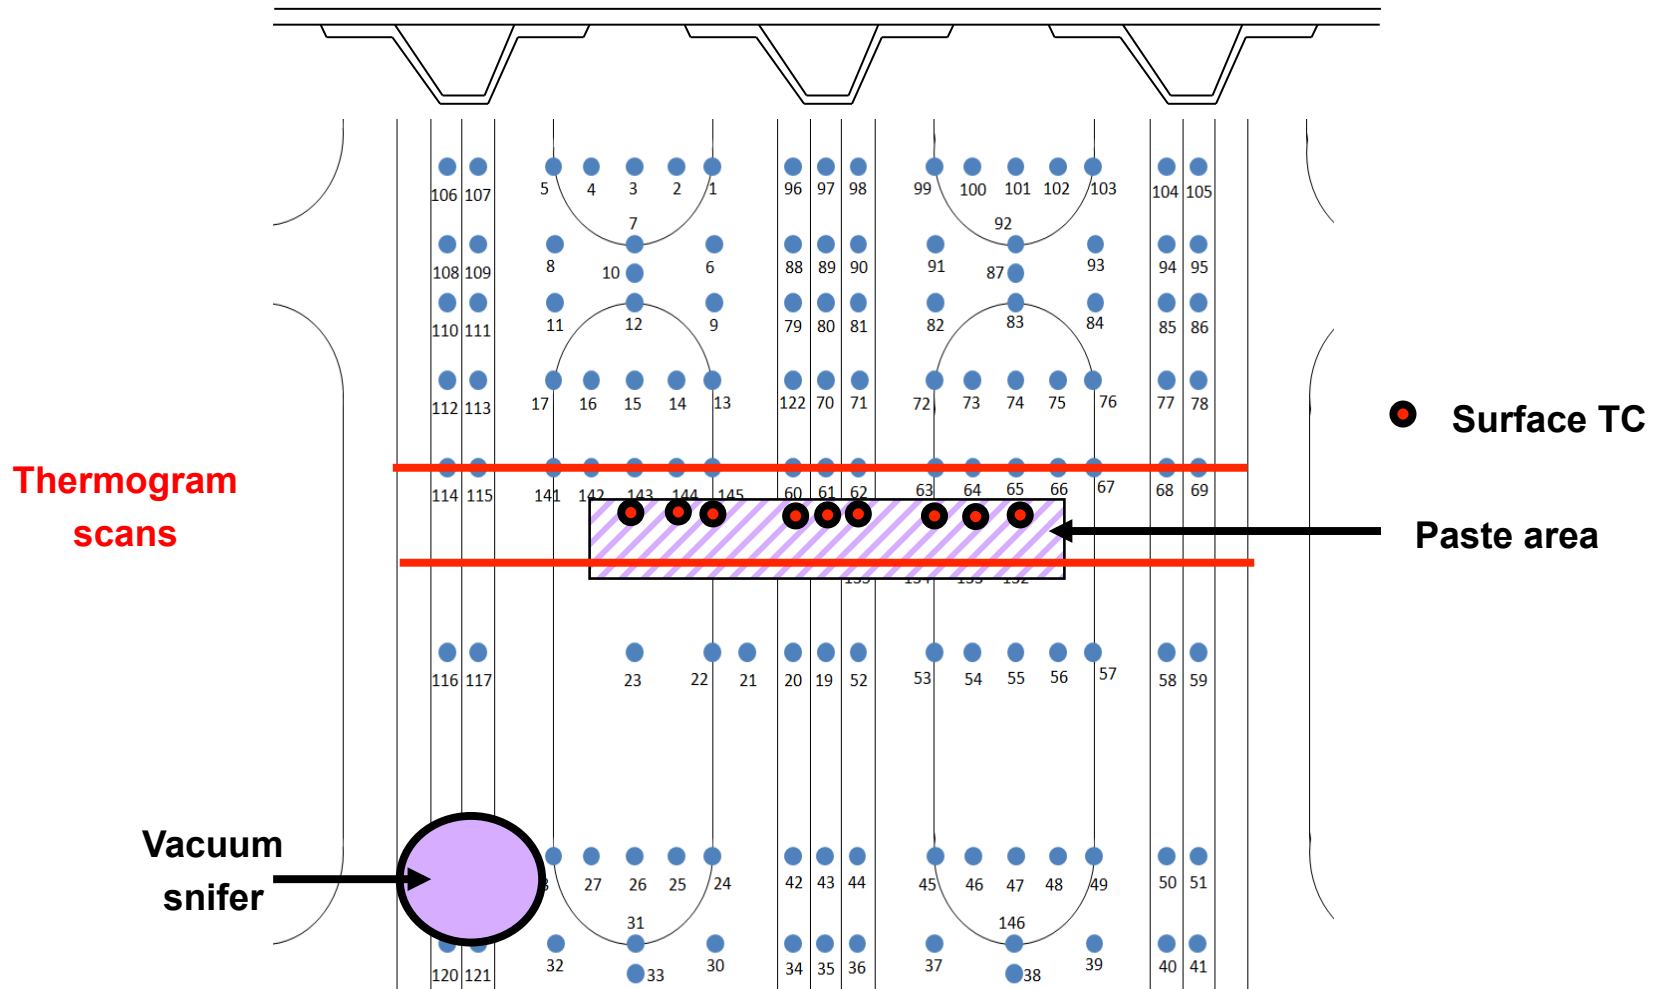 106 107 5 4 3 2 1 96 97 98 99 100 101 102 103 104 105
7 92
108 109 8 10 6 88 89 90 91 87 93 94 95
110 111 11 12 9 79 80 81 82 83 84 85 86
112 113 17 16 15 14 13 122 70 71 72 73 74 75 76 77 78
Surface TC
Thermogram
scans
114 115 141 142 143 144 145 60 61 62 63 64 65 66 67 68 69
Paste area
116 117 23 22 21 20 19 52 53 54 55 56 57 58 59
Vacuum
snifer
27 26 25 24 42 43 44 45 46 47 48 49 50 51
31 146
120 121 32 33 30 34 35 36 37 38 39 40 41